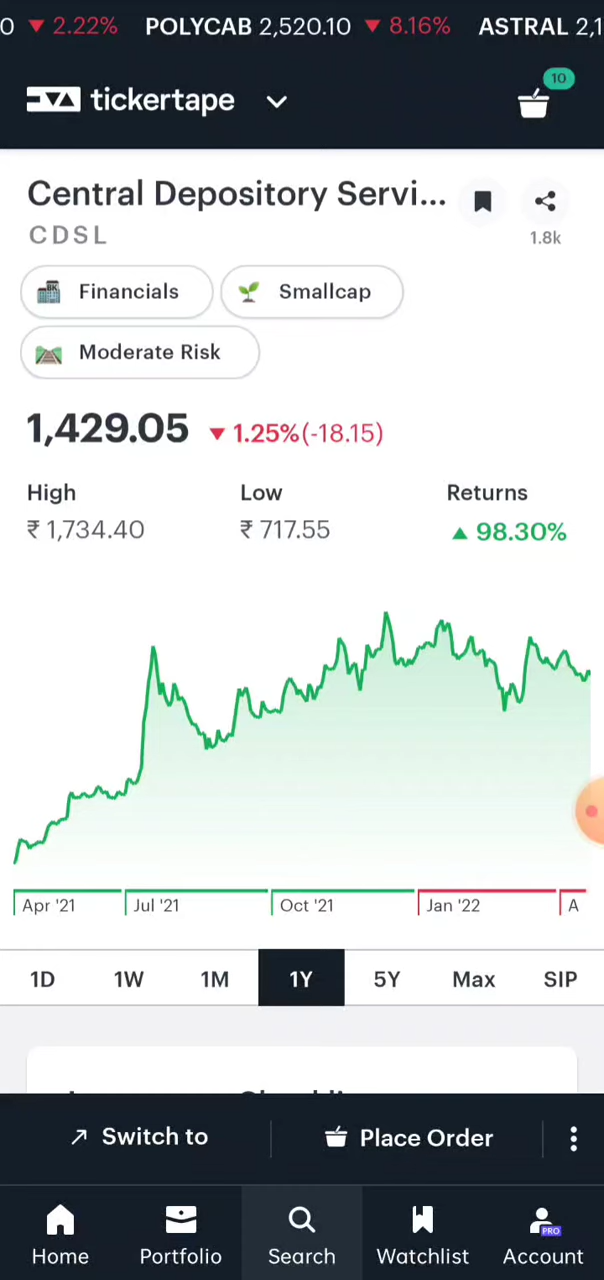 0 ▼ 2.22% POLYCAB 2,520.10 ▼ 8.16% ASTRAL 2,1
tickertape
10
Central Depository Servi...
CDSL
1.8k
Financials
Smallcap
Moderate Risk
1,429.05 ▼ 1.25%(-18.15)
High Low Returns
₹ 1,734.40 ₹ 717.55 ▲ 98.30%
Apr '21 Jul '21 Oct '21 Jan '22 A
1D 1W 1M 1Y 5Y Max SIP
Switch to Place Order
PRO
Home Portfolio Search Watchlist Account